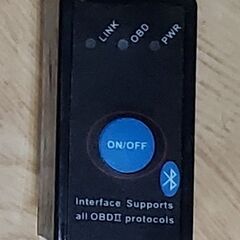 LINK OBD PWR
ON/OFF
Interface Supports
all OBDII protocols